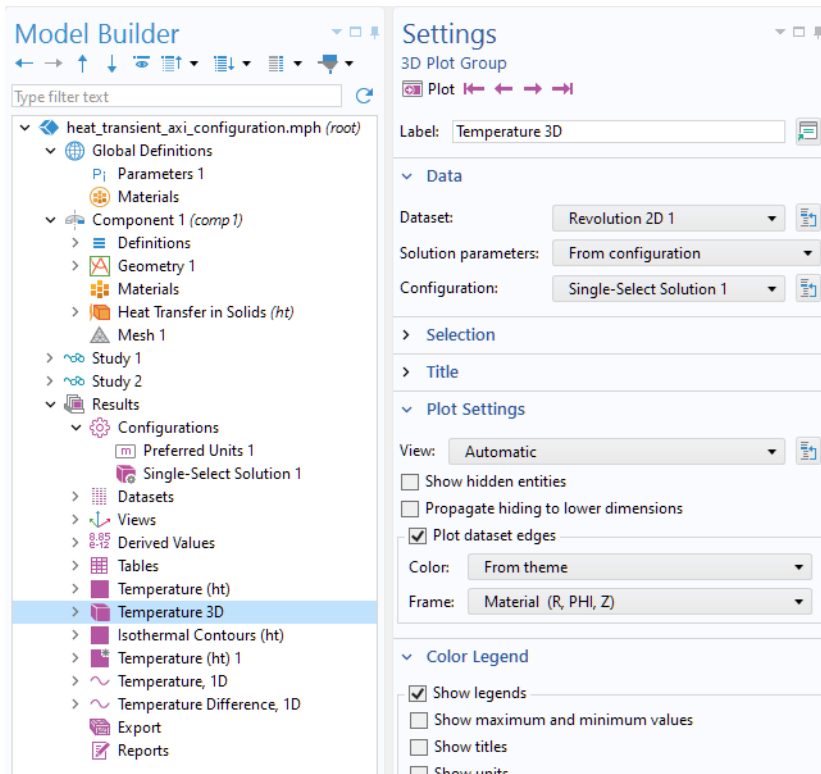 Model Builder
Type filter text
heat_transient_axi_configuration.mph (root)
Global Definitions
Pi Parameters 1
Materials
Component 1 (comp1)
Definitions
Geometry 1
Materials
Heat Transfer in Solids (ht)
Mesh 1
Study 1
Study 2
Results
Configurations
m Preferred Units 1
Single-Select Solution 1
Datasets
Views
8.85
e-12 Derived Values
Tables
Temperature (ht)
Temperature 3D
Isothermal Contours (ht)
Temperature (ht) 1
Temperature, 1D
Temperature Difference, 1D
Export
Reports
Settings
3D Plot Group
Plot
Label: Temperature 3D
Data
Dataset: Revolution 2D 1
Solution parameters: From configuration
Configuration: Single-Select Solution 1
Selection
Title
Plot Settings
View: Automatic
Show hidden entities
Propagate hiding to lower dimensions
Plot dataset edges
Color: From theme
Frame: Material (R, PHI, Z)
Color Legend
Show legends
Show maximum and minimum values
Show titles
Show units